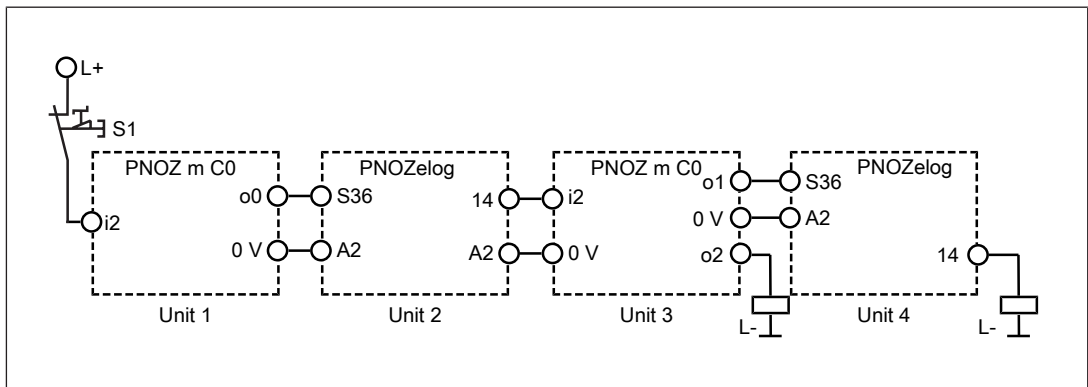 L+
S1
PNOZ m C0
PNOZelog
PNOZ m C0
PNOZelog
o0
S36
14
i2
o1
S36
i2
0 V
A2
A2
0 V
0 V
A2
o2
14
Unit 1
Unit 2
Unit 3
L-
Unit 4
L-